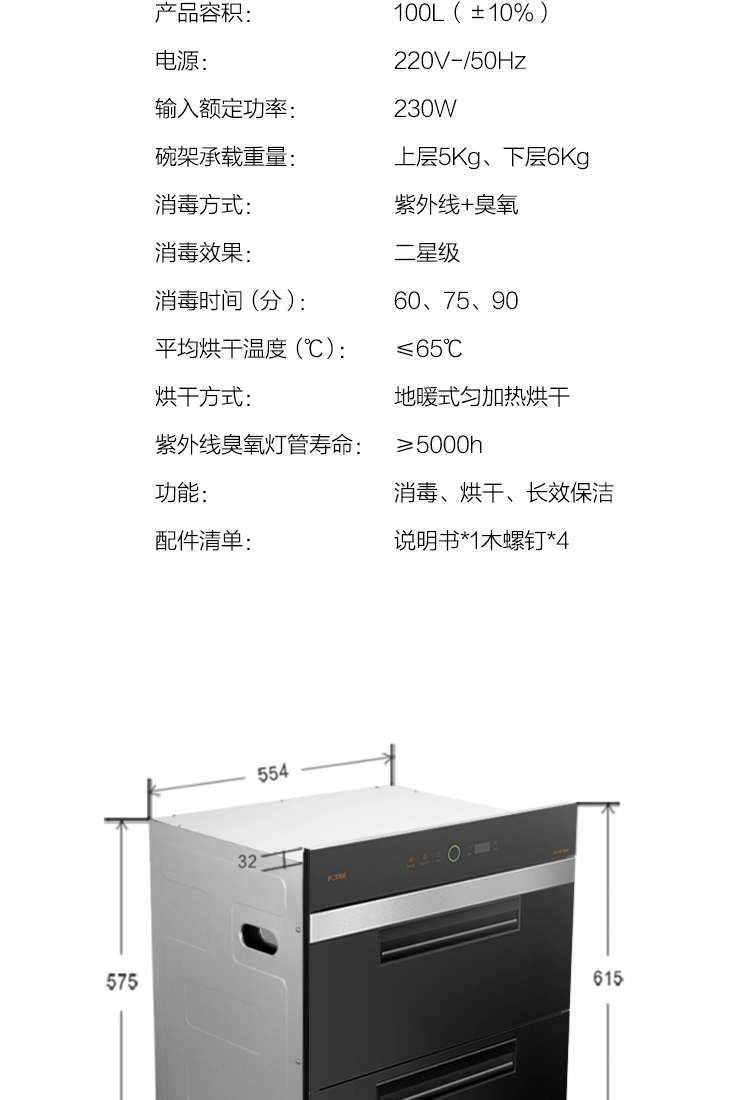 产品容积： 100L（±10%）
电源： 220V-/50Hz
输入额定功率： 230W
碗架承载重量： 上层5Kg、下层6Kg
消毒方式： 紫外线+臭氧
消毒效果： 二星级
消毒时间（分）： 60、75、90
平均烘干温度（℃）： ≤65℃
烘干方式： 地暖式匀加热烘干
紫外线臭氧灯管寿命： ≥5000h
功能： 消毒、烘干、长效保洁
配件清单： 说明书*1木螺钉*4
554
32
575
615